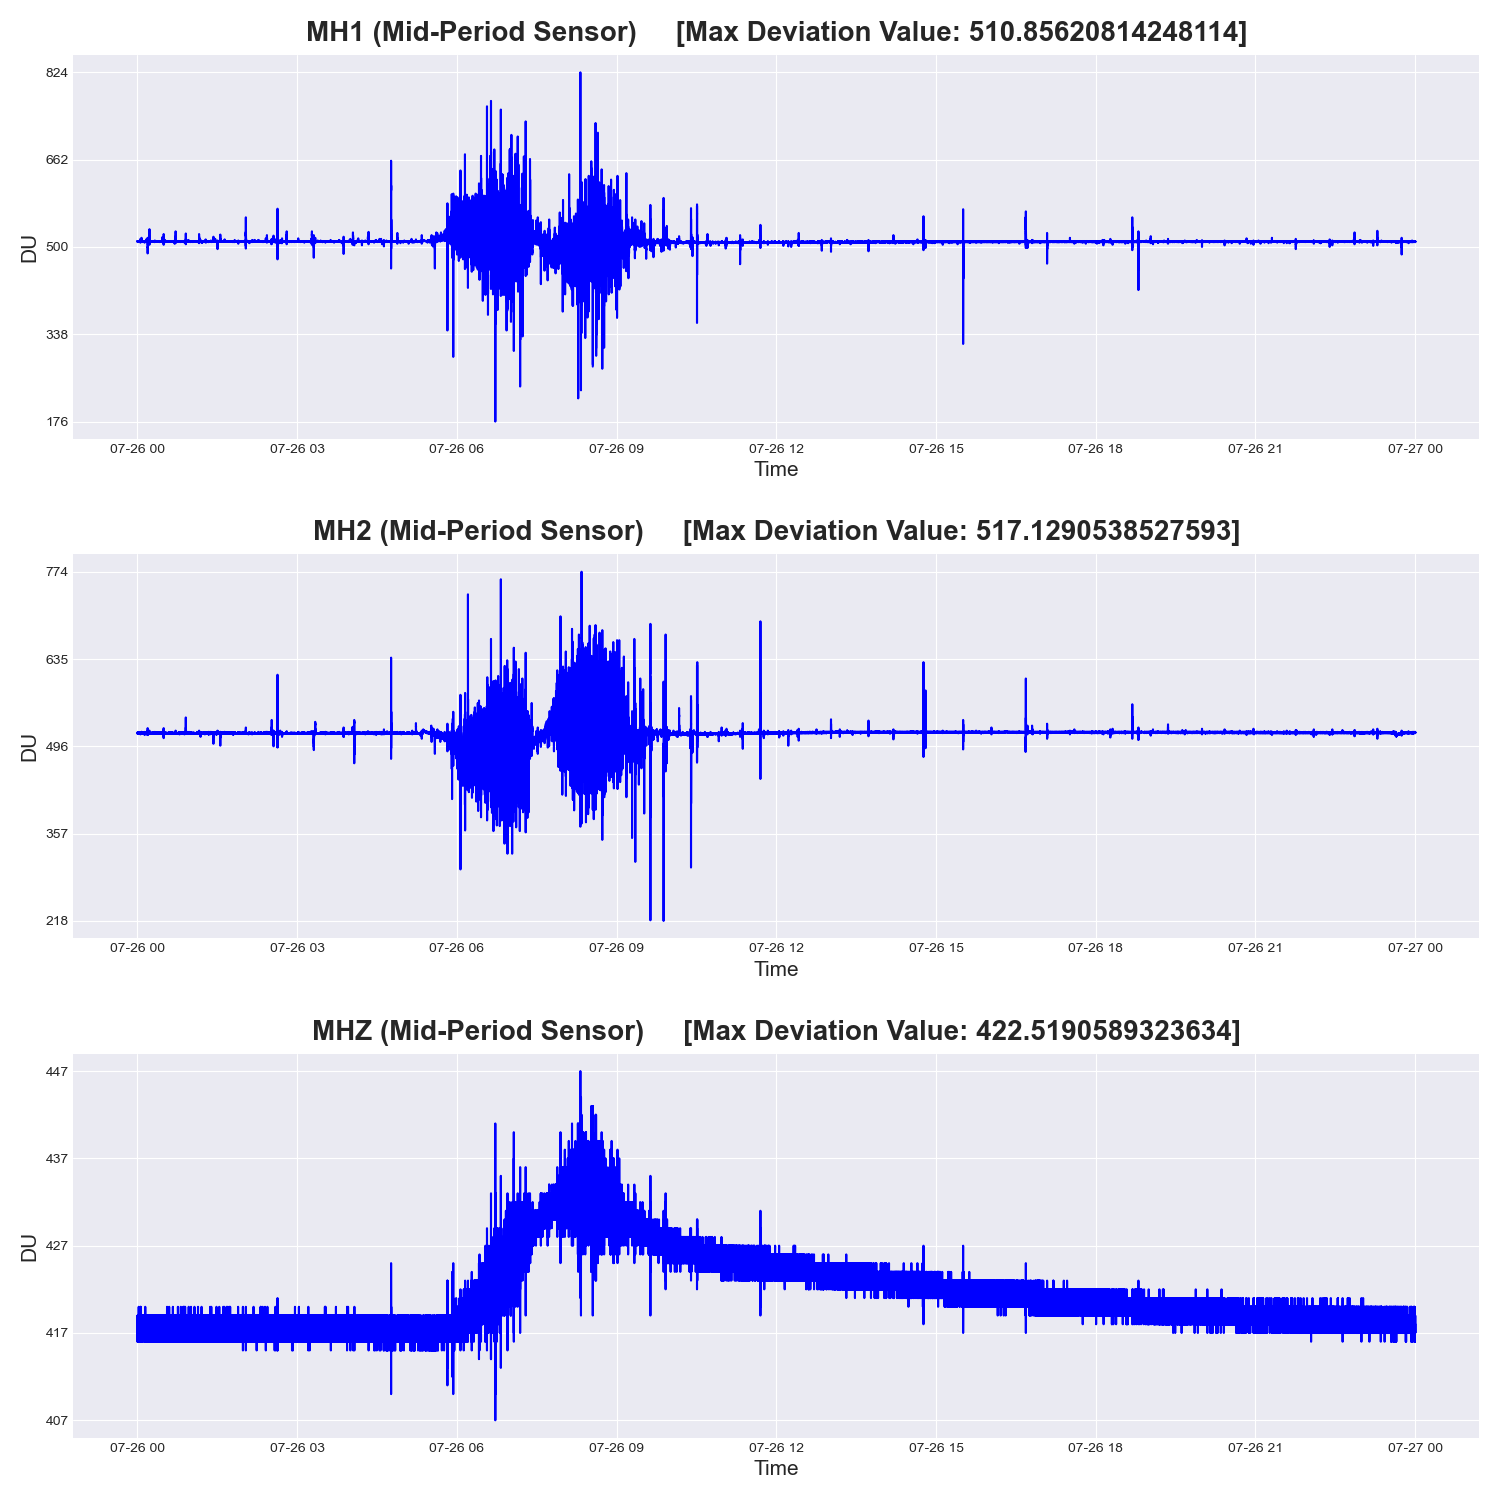 MH1 (Mid-Period Sensor) [Max Deviation Value: 510.85620814248114]
824
662
500
338
176
DU
07-26 00 07-26 03 07-26 06 07-26 09 07-26 12 07-26 15 07-26 18 07-26 21 07-27 00
Time
MH2 (Mid-Period Sensor) [Max Deviation Value: 517.1290538527593]
774
635
496
357
218
DU
07-26 00 07-26 03 07-26 06 07-26 09 07-26 12 07-26 15 07-26 18 07-26 21 07-27 00
Time
MHZ (Mid-Period Sensor) [Max Deviation Value: 422.5190589323634]
447
437
427
417
407
DU
07-26 00 07-26 03 07-26 06 07-26 09 07-26 12 07-26 15 07-26 18 07-26 21 07-27 00
Time